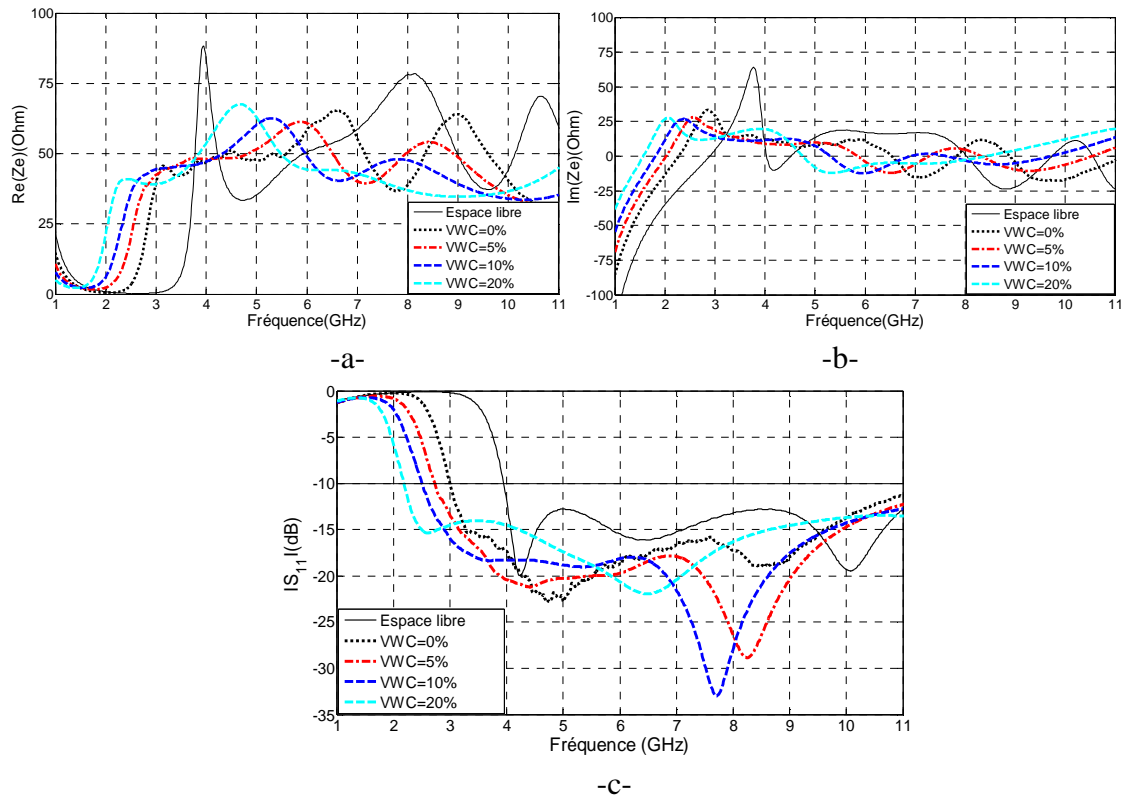 100
75
50
25
0
Re(Ze)(Ohm)
1 2 3 4 5 6 7 8 9 10 11
Fréquence(GHz)
Espace libre
VWC=0%
VWC=5%
VWC=10%
VWC=20%
-a-
100
75
50
25
0
-25
-50
-75
-100
Im(Ze)(Ohm)
1 2 3 4 5 6 7 8 9 10 11
Fréquence(GHz)
Espace libre
VWC=0%
VWC=5%
VWC=10%
VWC=20%
-b-
0
-5
-10
-15
-20
-25
-30
-35
IS11I(dB)
1 2 3 4 5 6 7 8 9 10 11
Fréquence (GHz)
Espace libre
VWC=0%
VWC=5%
VWC=10%
VWC=20%
-c-